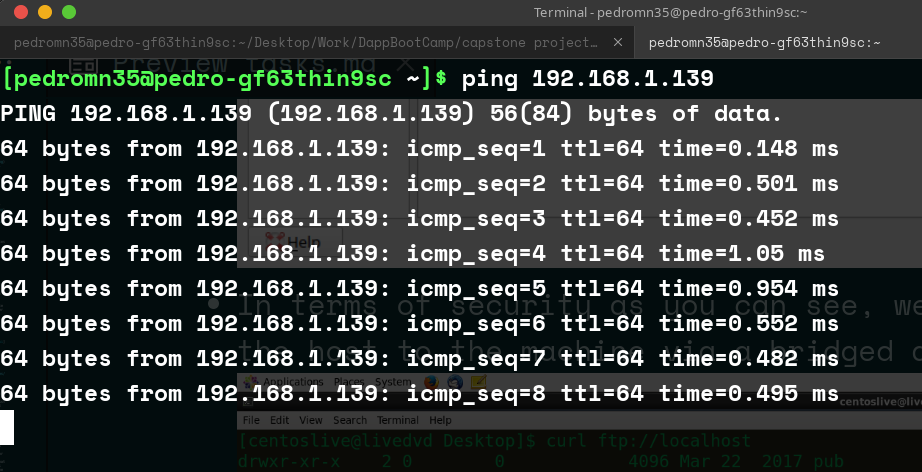 Terminal - pedromn35@pedro-gf63thin9sc:~
pedromn35@pedro-gf63thin9sc:~/Desktop/Work/DappBootCamp/capstone project… ×
pedromn35@pedro-gf63thin9sc:~
Preview tasks.md ×
[pedromn35@pedro-gf63thin9sc ~]$ ping 192.168.1.139
PING 192.168.1.139 (192.168.1.139) 56(84) bytes of data.
64 bytes from 192.168.1.139: icmp_seq=1 ttl=64 time=0.148 ms
64 bytes from 192.168.1.139: icmp_seq=2 ttl=64 time=0.501 ms
64 bytes from 192.168.1.139: icmp_seq=3 ttl=64 time=0.452 ms
Help
64 bytes from 192.168.1.139: icmp_seq=4 ttl=64 time=1.05 ms
64 bytes from 192.168.1.139: icmp_seq=5 ttl=64 time=0.954 ms
In terms of security as you can see, we
64 bytes from 192.168.1.139: icmp_seq=6 ttl=64 time=0.552 ms
the host to the machine via a bridged
64 bytes from 192.168.1.139: icmp_seq=7 ttl=64 time=0.482 ms
Applications Places System
64 bytes from 192.168.1.139: icmp_seq=8 ttl=64 time=0.495 ms
centoslive@live
File Edit View Search Terminal Help
[centoslive@livedvd Desktop]$ curl ftp://localhost
drwxr-xr-x 2 0 0 4096 Mar 22 2017 pub